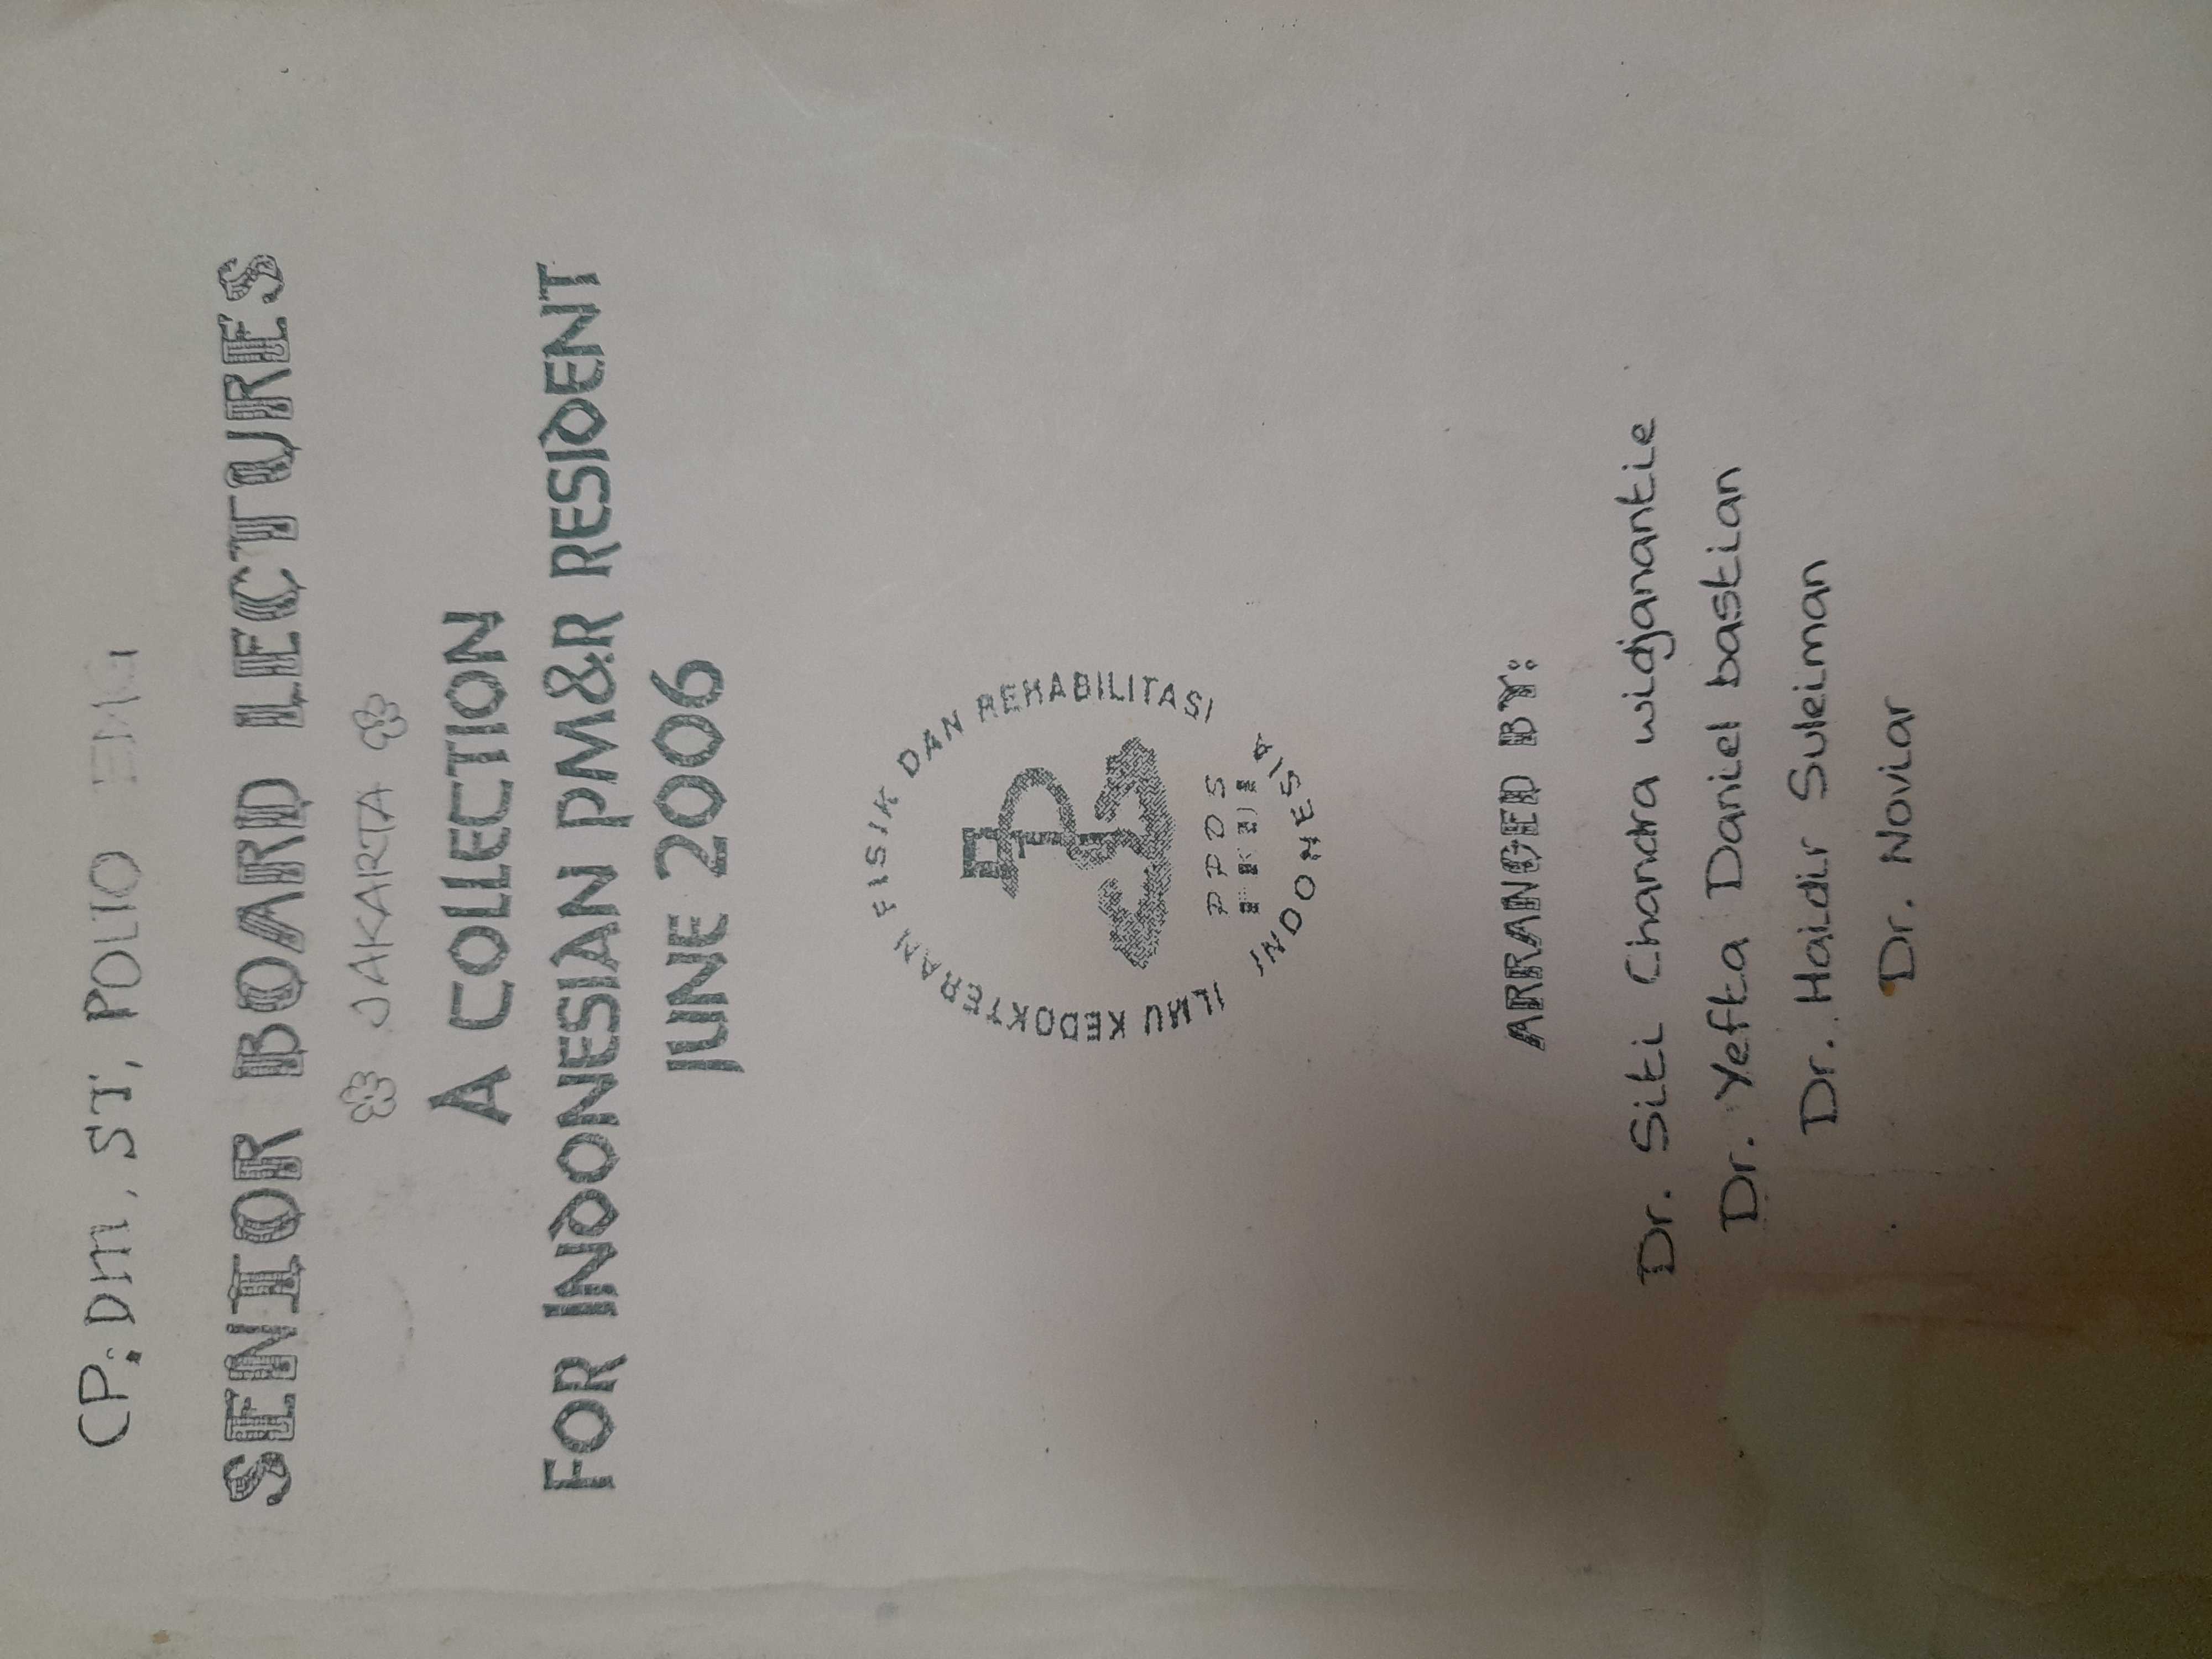 CP: Dm, ST, POLIO EMG
SENIOR BOARD LECTURES
JAKARTA
A COLLECTION
FOR INDONESIAN PM&R RESIDENT
JUNE 2006
ILMU KEDOKTERAN FISIK DAN REHABILITASI
PPDS
INDONESIA
ARRANGED BY:
Dr. Siti Chandra widjanantie
Dr. Yefta Daniel bastian
Dr. Haidir Suleiman
Dr. Noviar